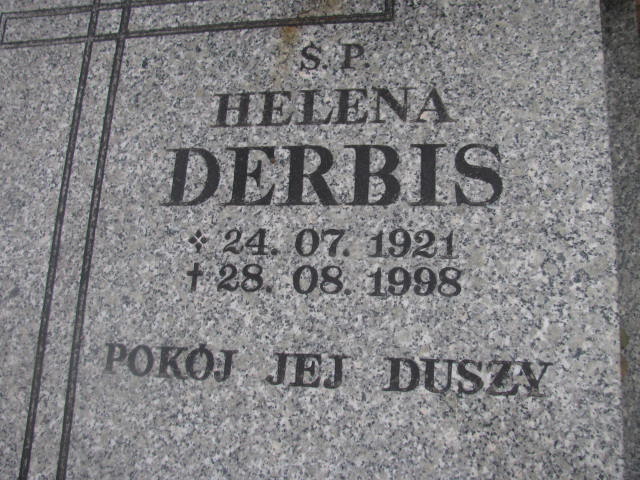 Ś.P.
HELENA
DERBIS
❖ 24. 07. 1921
† 28. 08. 1998
POKÓJ JEJ DUSZY